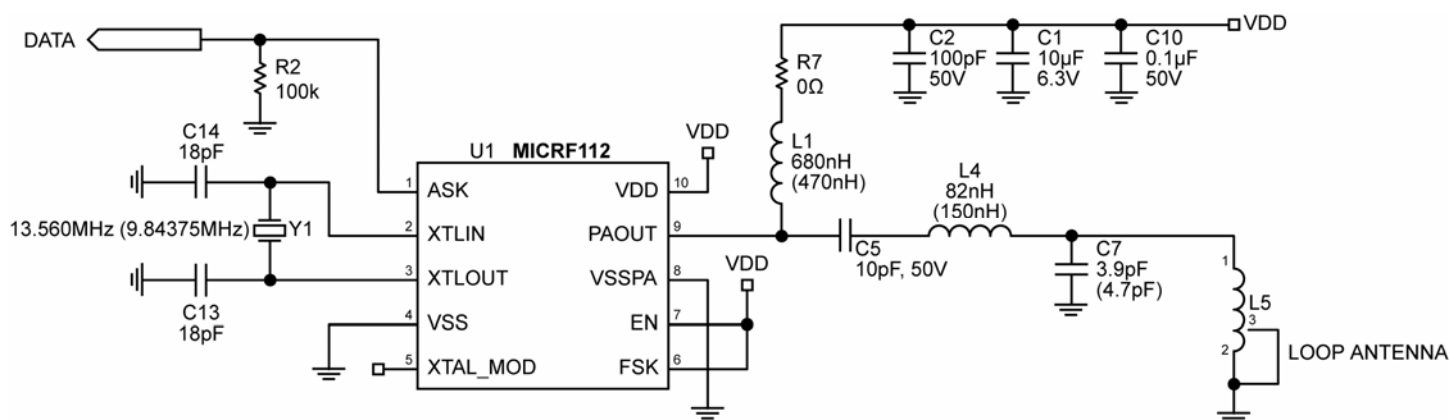 DATA
R2
100k
C14
18pF
13.560MHz (9.84375MHz)
Y1
C13
18pF
U1 MICRF112
1
ASK
2
XTLIN
3
XTLOUT
4
VSS
5
XTAL_MOD
VDD
10
PAOUT
9
VSSPA
8
EN
7
FSK
6
VDD
VDD
R7
0Ω
L1
680nH
(470nH)
C2
100pF
50V
C1
10µF
6.3V
C10
0.1µF
50V
VDD
C5
10pF, 50V
L4
82nH
(150nH)
C7
3.9pF
(4.7pF)
1
L5
3
2
LOOP ANTENNA